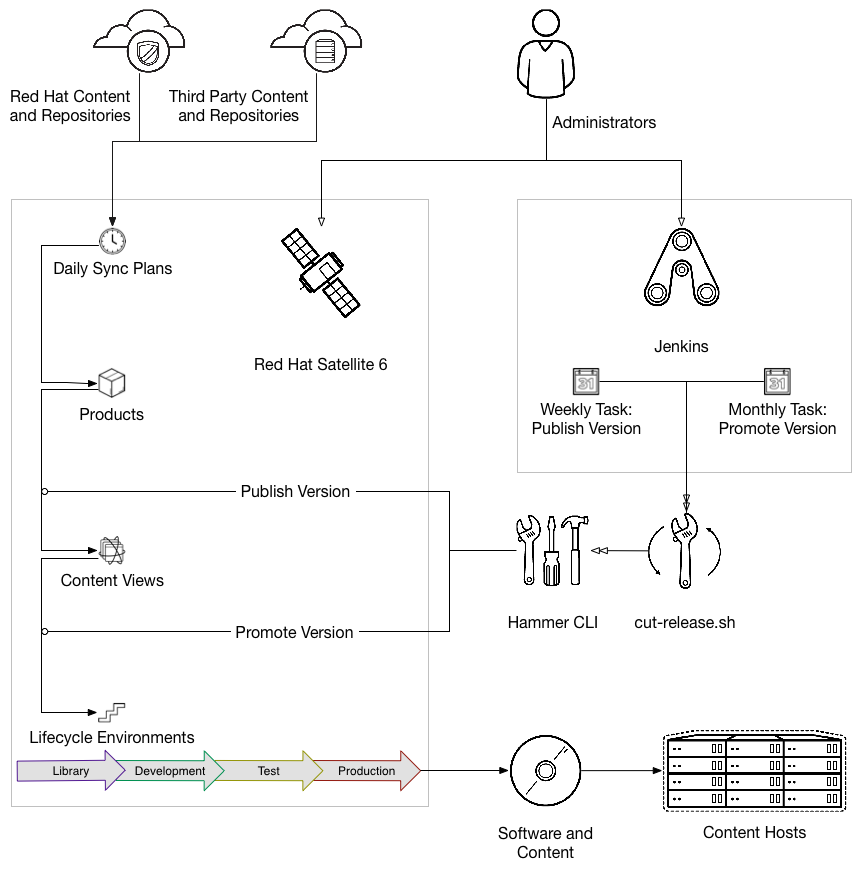 Red Hat Content
and Repositories
Third Party Content
and Repositories
Administrators
Daily Sync Plans
Red Hat Satellite 6
Jenkins
Products
31
Weekly Task:
Publish Version
31
Monthly Task:
Promote Version
Publish Version
Content Views
Hammer CLI
cut-release.sh
Promote Version
Lifecycle Environments
Library
Development
Test
Production
Software and
Content
Content Hosts